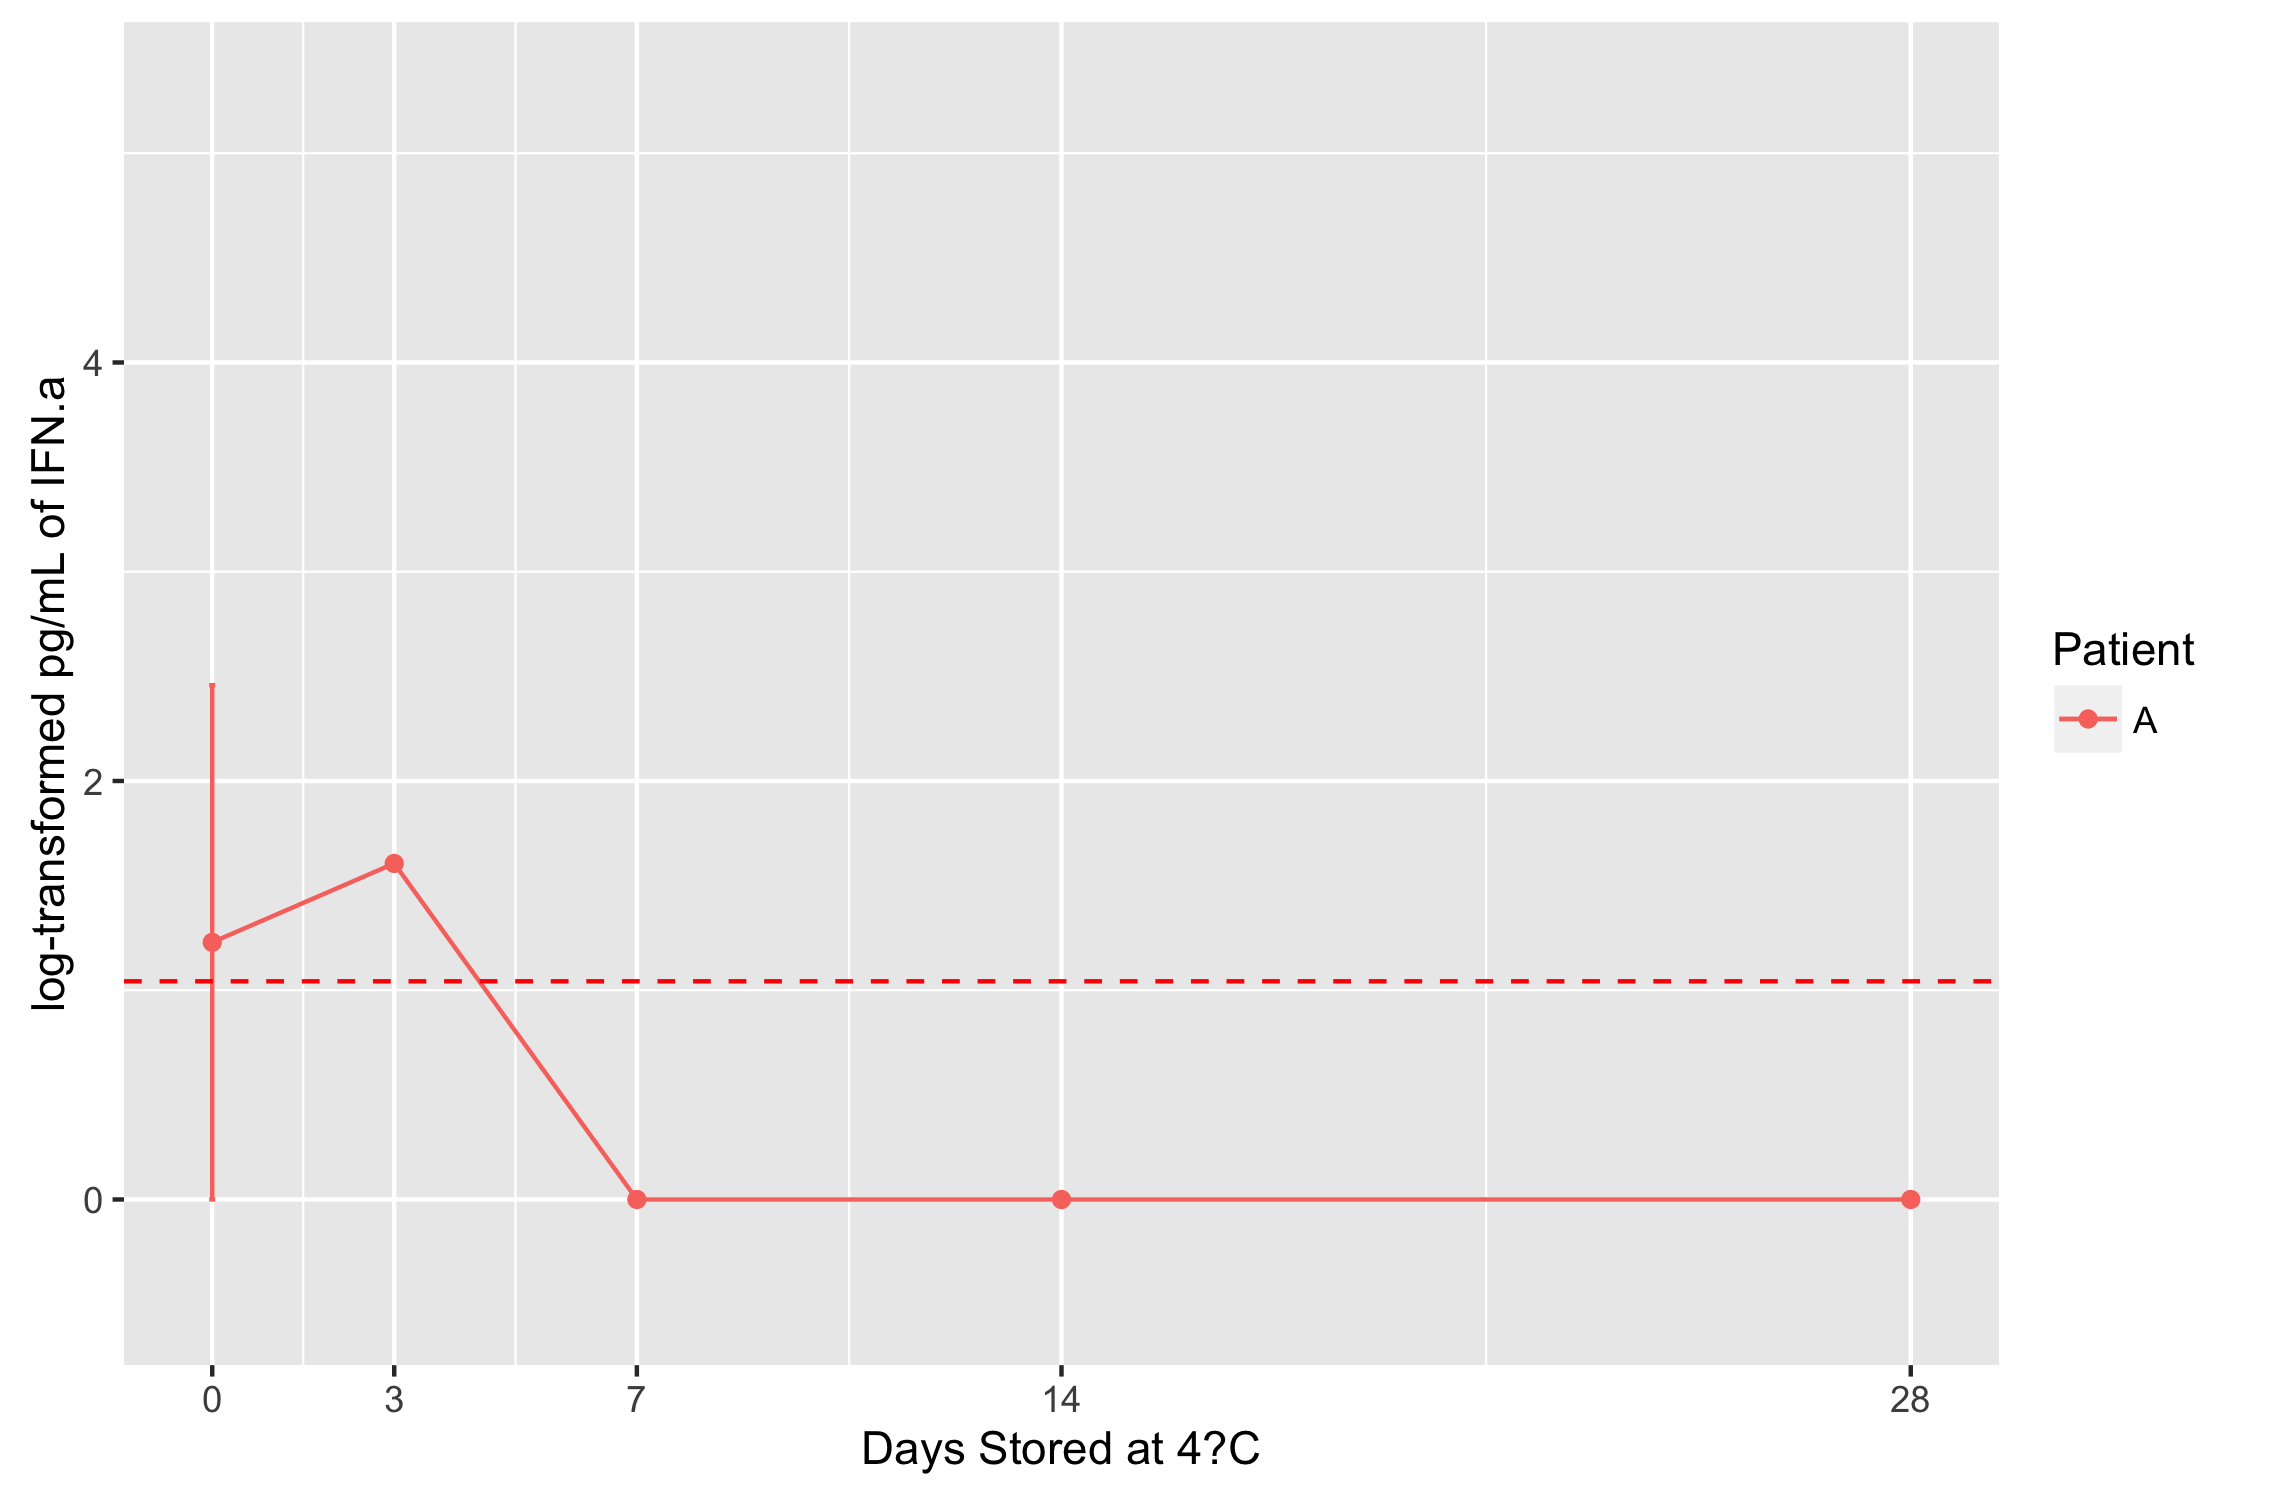 log-transformed pg/mL of IFN.a
4
2
0
0 3 7 14 28
Days Stored at 4?C
Patient
A